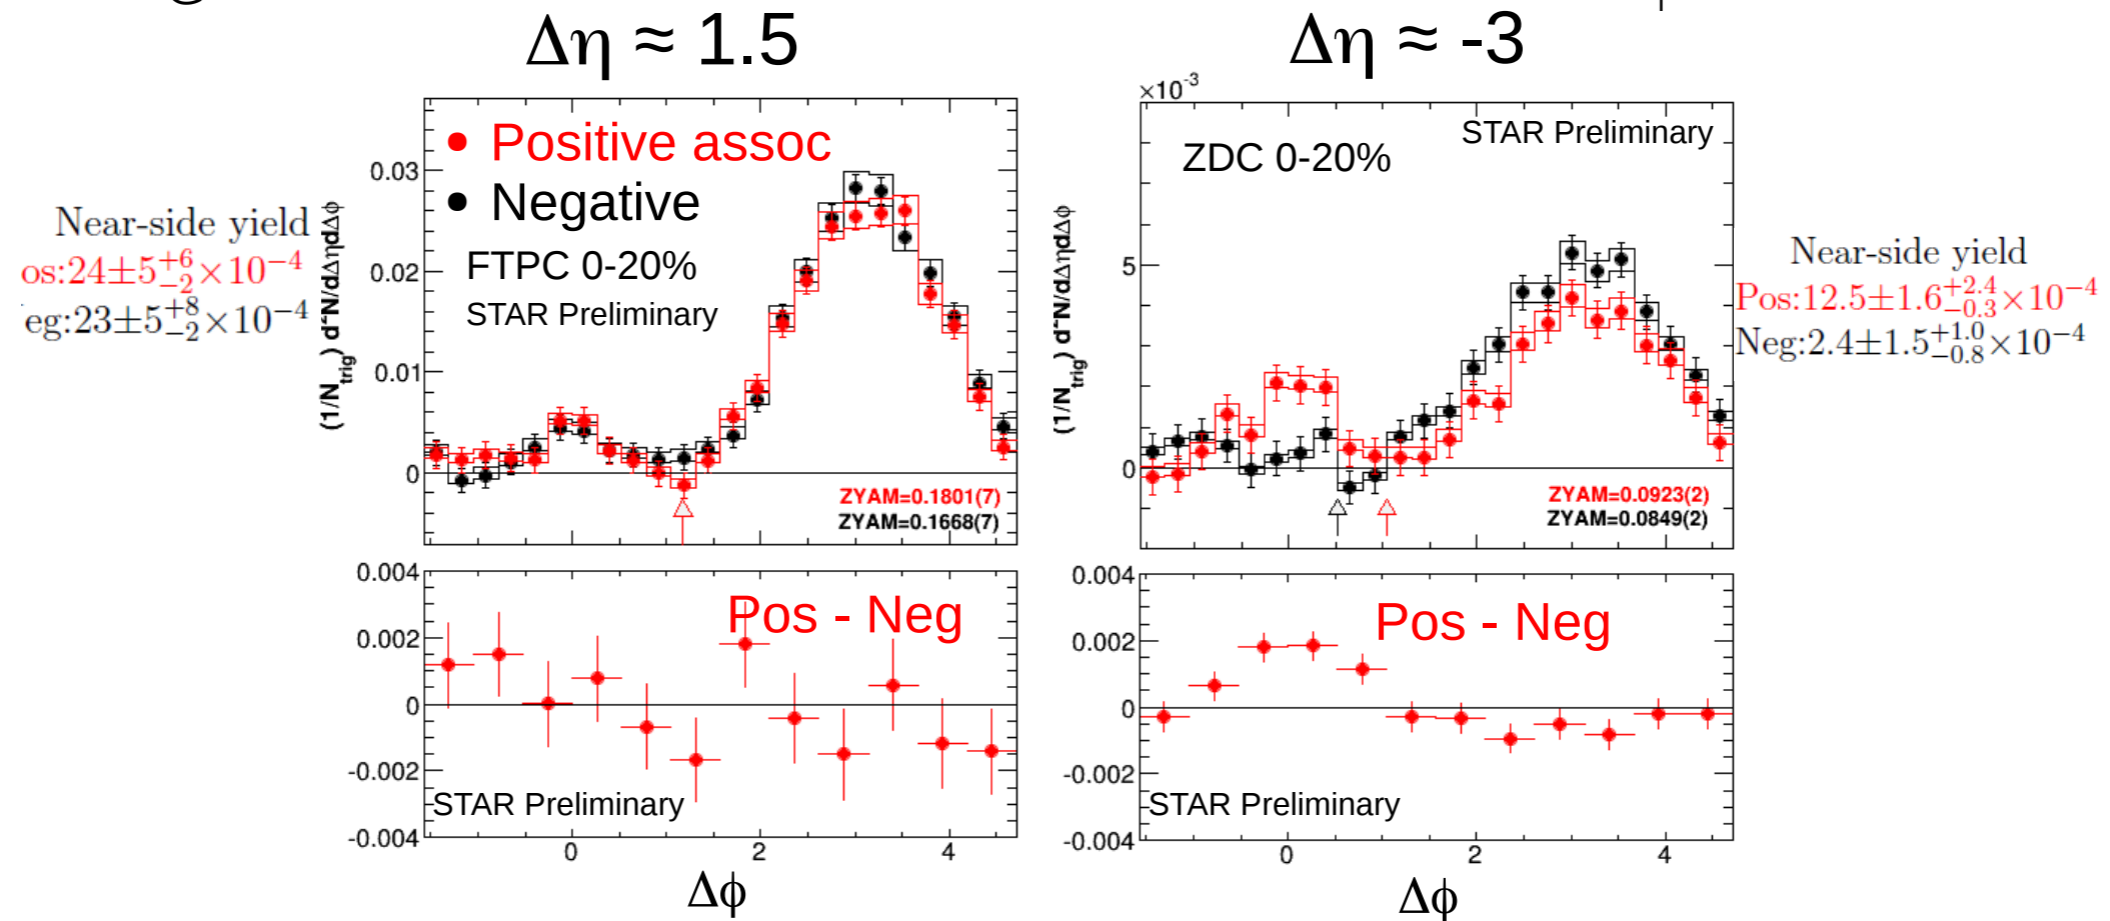 Δη ≈ 1.5
Δη ≈ -3
Near-side yield
os:24±5+6−2×10−4
eg:23±5+8−2×10−4
(1/Ntrig) d²N/dΔηdΔϕ
0.03
0.02
0.01
0
Positive assoc
Negative
FTPC 0-20%
STAR Preliminary
ZYAM=0.1801(7)
ZYAM=0.1668(7)
0.004
0.002
0
-0.002
-0.004
Pos - Neg
STAR Preliminary
0 2 4
Δϕ
×10-3
(1/Ntrig) d²N/dΔηdΔϕ
5
0
STAR Preliminary
ZDC 0-20%
ZYAM=0.0923(2)
ZYAM=0.0849(2)
Near-side yield
Pos:12.5±1.6+2.4−0.3×10−4
Neg:2.4±1.5+1.0−0.8×10−4
0.004
0.002
0
-0.002
-0.004
Pos - Neg
STAR Preliminary
0 2 4
Δϕ